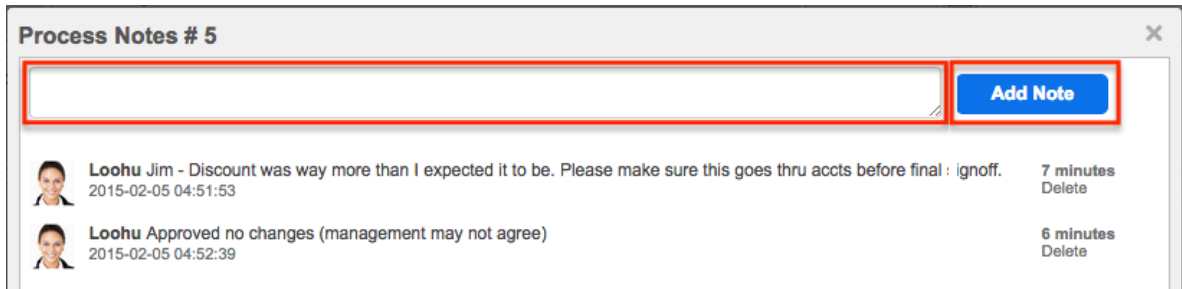 Process Notes # 5
Add Note
Loohu Jim - Discount was way more than I expected it to be. Please make sure this goes thru accts before final signoff.
7 minutes
2015-02-05 04:51:53
Delete
Loohu Approved no changes (management may not agree)
6 minutes
2015-02-05 04:52:39
Delete